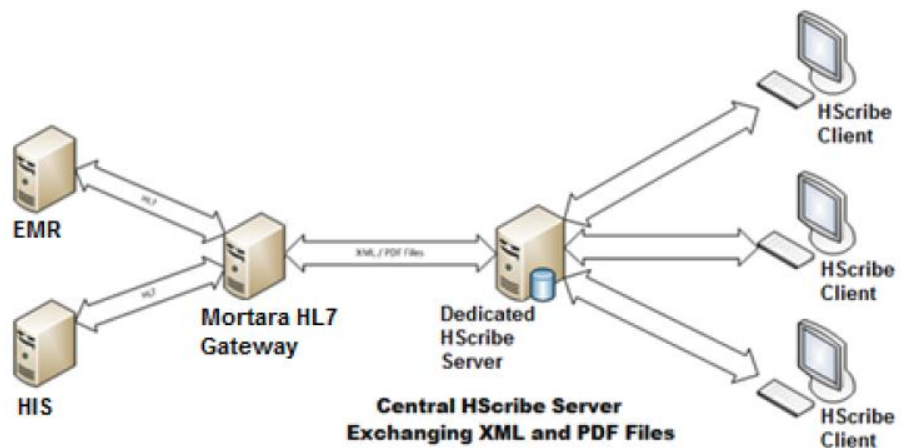 EMR
HL7
HIS
HL7
Mortara HL7
Gateway
XML / PDF Files
Dedicated
HScribe
Server
HScribe
Client
HScribe
Client
HScribe
Client
Central HScribe Server
Exchanging XML and PDF Files